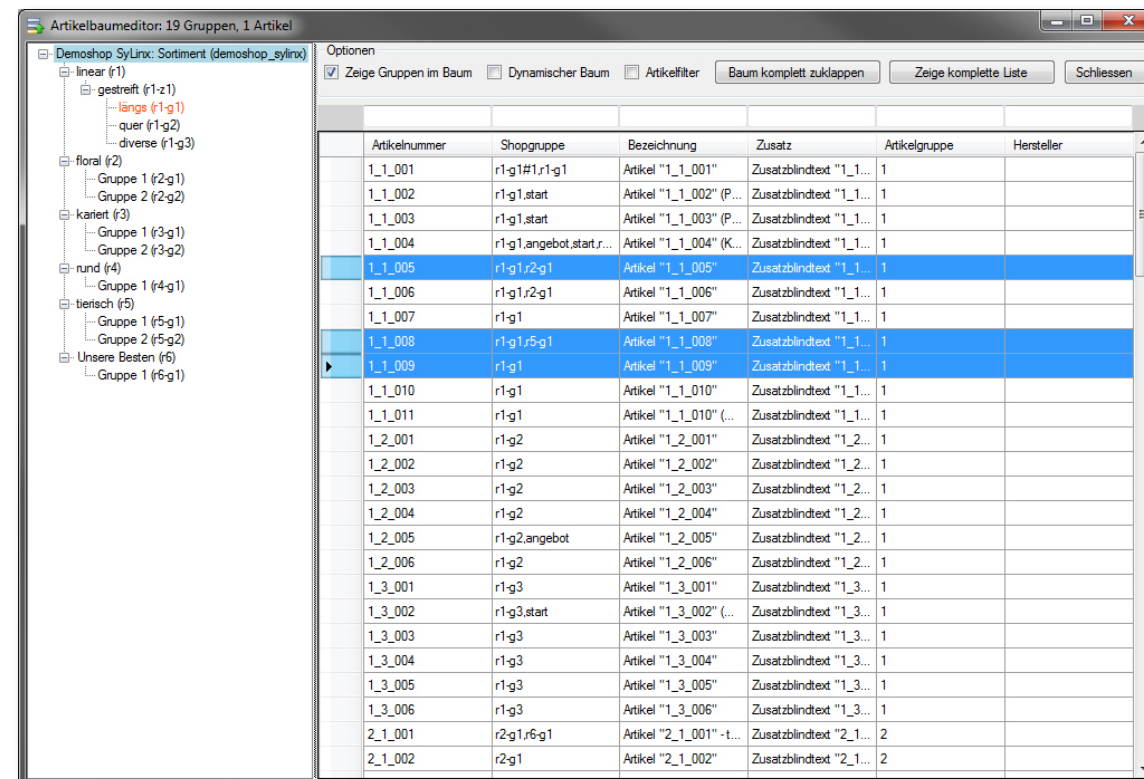 Artikelbaumeditor: 19 Gruppen, 1 Artikel
Demoshop SyLinx: Sortiment (demoshop_sylinx)
linear (r1)
gestreift (r1-z1)
längs (r1-g1)
quer (r1-g2)
diverse (r1-g3)
floral (r2)
Gruppe 1 (r2-g1)
Gruppe 2 (r2-g2)
kariert (r3)
Gruppe 1 (r3-g1)
Gruppe 2 (r3-g2)
rund (r4)
Gruppe 1 (r4-g1)
tierisch (r5)
Gruppe 1 (r5-g1)
Gruppe 2 (r5-g2)
Unsere Besten (r6)
Gruppe 1 (r6-g1)
Optionen
Zeige Gruppen im Baum Dynamischer Baum Artikelfilter Baum komplett zuklappen Zeige komplette Liste Schliessen
Artikelnummer Shopgruppe Bezeichnung Zusatz Artikelgruppe Hersteller
1_1_001 r1-g1#1,r1-g1 Artikel "1_1_001" Zusatzblindtext "1_1... 1
1_1_002 r1-g1,start Artikel "1_1_002" (P... Zusatzblindtext "1_1... 1
1_1_003 r1-g1,start Artikel "1_1_003" (P... Zusatzblindtext "1_1... 1
1_1_004 r1-g1,angebot,start,r... Artikel "1_1_004" (K... Zusatzblindtext "1_1... 1
1_1_005 r1-g1,r2-g1 Artikel "1_1_005" Zusatzblindtext "1_1... 1
1_1_006 r1-g1,r2-g1 Artikel "1_1_006" Zusatzblindtext "1_1... 1
1_1_007 r1-g1 Artikel "1_1_007" Zusatzblindtext "1_1... 1
1_1_008 r1-g1,r5-g1 Artikel "1_1_008" Zusatzblindtext "1_1... 1
1_1_009 r1-g1 Artikel "1_1_009" Zusatzblindtext "1_1... 1
1_1_010 r1-g1 Artikel "1_1_010" Zusatzblindtext "1_1... 1
1_1_011 r1-g1 Artikel "1_1_010" (... Zusatzblindtext "1_1... 1
1_2_001 r1-g2 Artikel "1_2_001" Zusatzblindtext "1_2... 1
1_2_002 r1-g2 Artikel "1_2_002" Zusatzblindtext "1_2... 1
1_2_003 r1-g2 Artikel "1_2_003" Zusatzblindtext "1_2... 1
1_2_004 r1-g2 Artikel "1_2_004" Zusatzblindtext "1_2... 1
1_2_005 r1-g2,angebot Artikel "1_2_005" Zusatzblindtext "1_2... 1
1_2_006 r1-g2 Artikel "1_2_006" Zusatzblindtext "1_2... 1
1_3_001 r1-g3 Artikel "1_3_001" Zusatzblindtext "1_3... 1
1_3_002 r1-g3,start Artikel "1_3_002" (... Zusatzblindtext "1_3... 1
1_3_003 r1-g3 Artikel "1_3_003" Zusatzblindtext "1_3... 1
1_3_004 r1-g3 Artikel "1_3_004" Zusatzblindtext "1_3... 1
1_3_005 r1-g3 Artikel "1_3_005" Zusatzblindtext "1_3... 1
1_3_006 r1-g3 Artikel "1_3_006" Zusatzblindtext "1_3... 1
2_1_001 r2-g1,r6-g1 Artikel "2_1_001" - t... Zusatzblindtext "2_1... 2
2_1_002 r2-g1 Artikel "2_1_002" Zusatzblindtext "2_1... 2